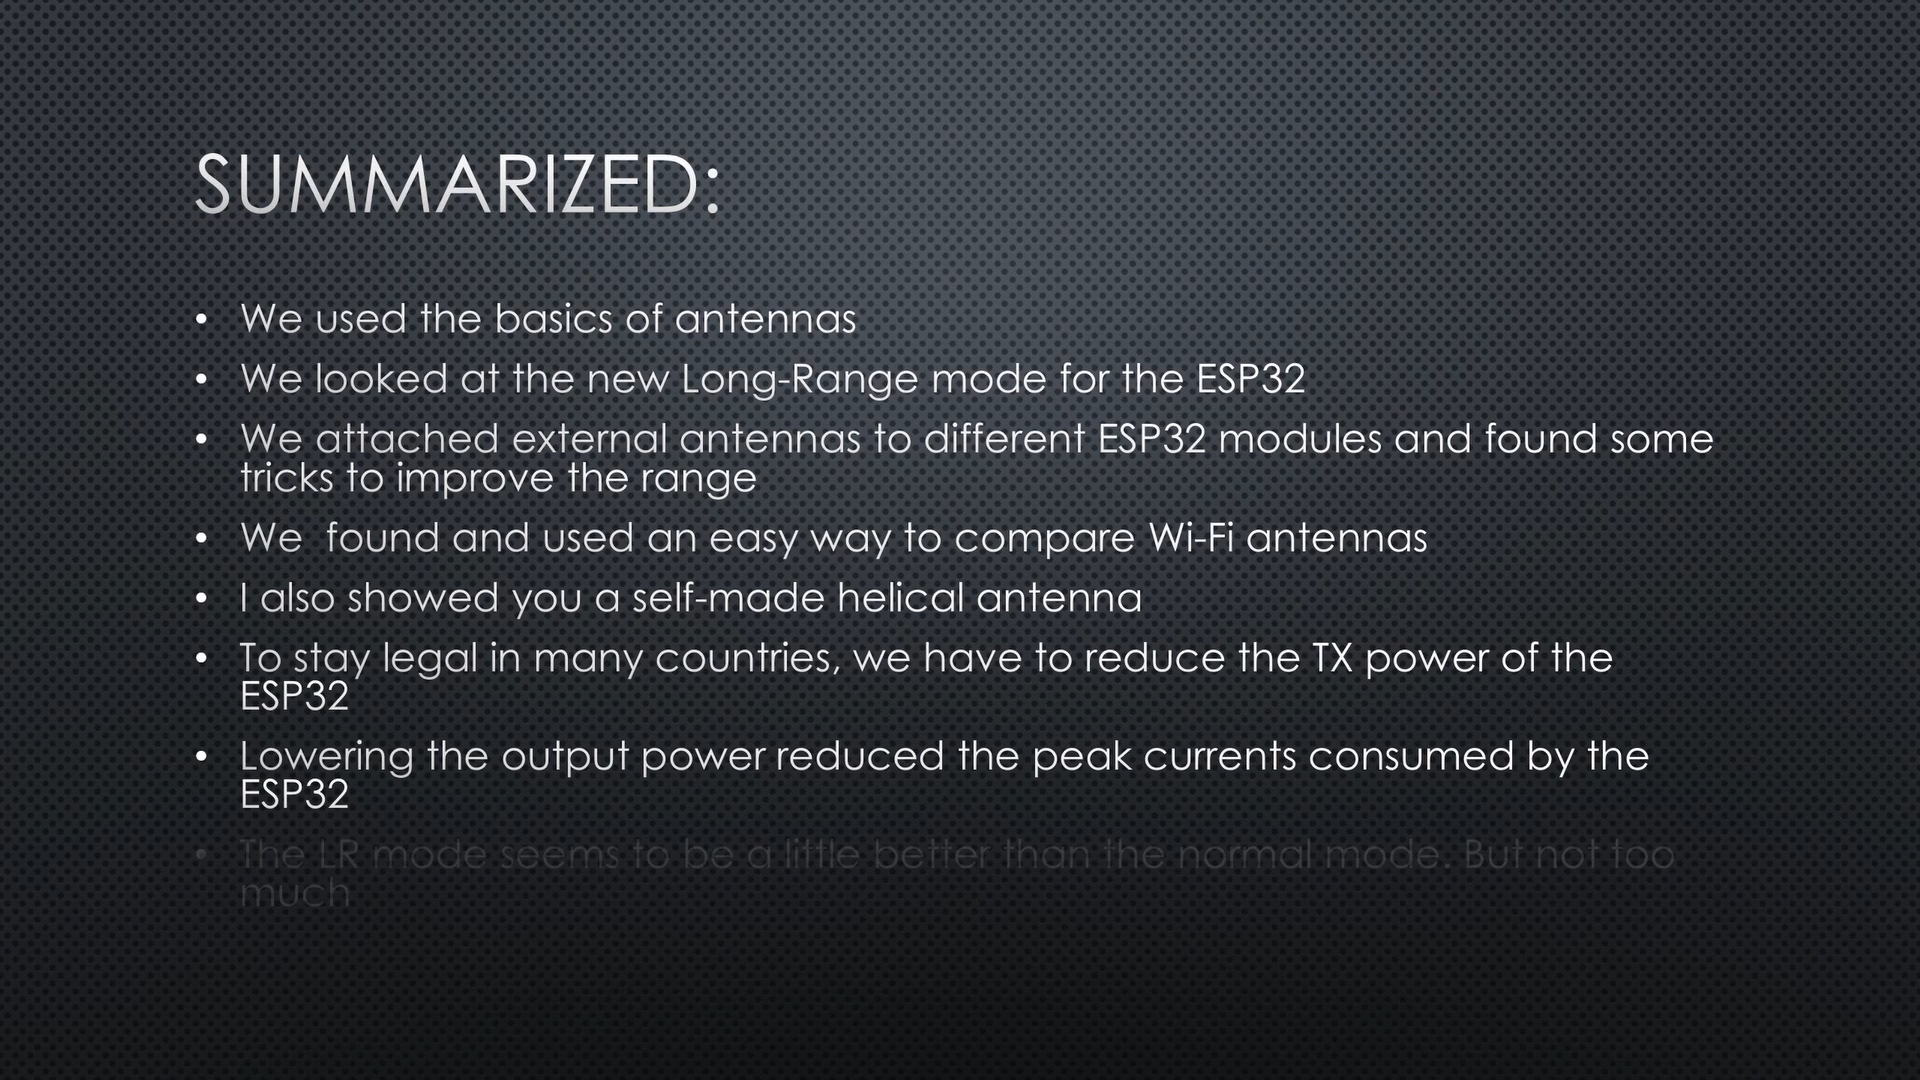 SUMMARIZED:
• We used the basics of antennas
• We looked at the new Long-Range mode for the ESP32
• We attached external antennas to different ESP32 modules and found some
tricks to improve the range
• We  found and used an easy way to compare Wi-Fi antennas
• I also showed you a self-made helical antenna
• To stay legal in many countries, we have to reduce the TX power of the
ESP32
• Lowering the output power reduced the peak currents consumed by the
ESP32
• The LR mode seems to be a little better than the normal mode. But not too
much